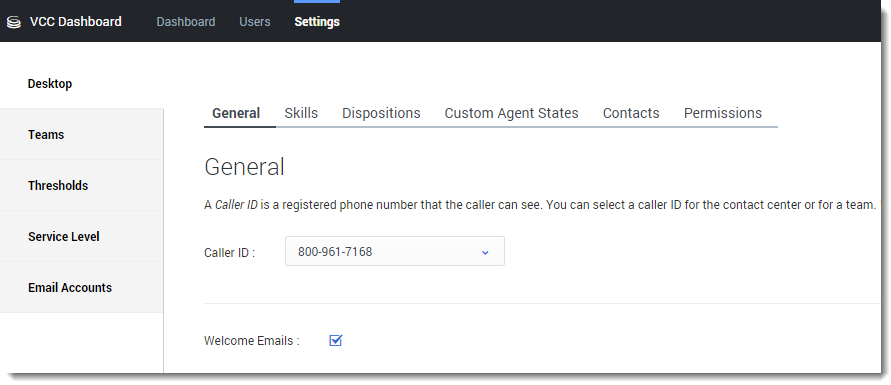 VCC Dashboard Dashboard Users Settings
Desktop
General Skills Dispositions Custom Agent States Contacts Permissions
Teams
General
Thresholds
A Caller ID is a registered phone number that the caller can see. You can select a caller ID for the contact center or for a team.
Service Level
Caller ID : 800-961-7168
Email Accounts
Welcome Emails :